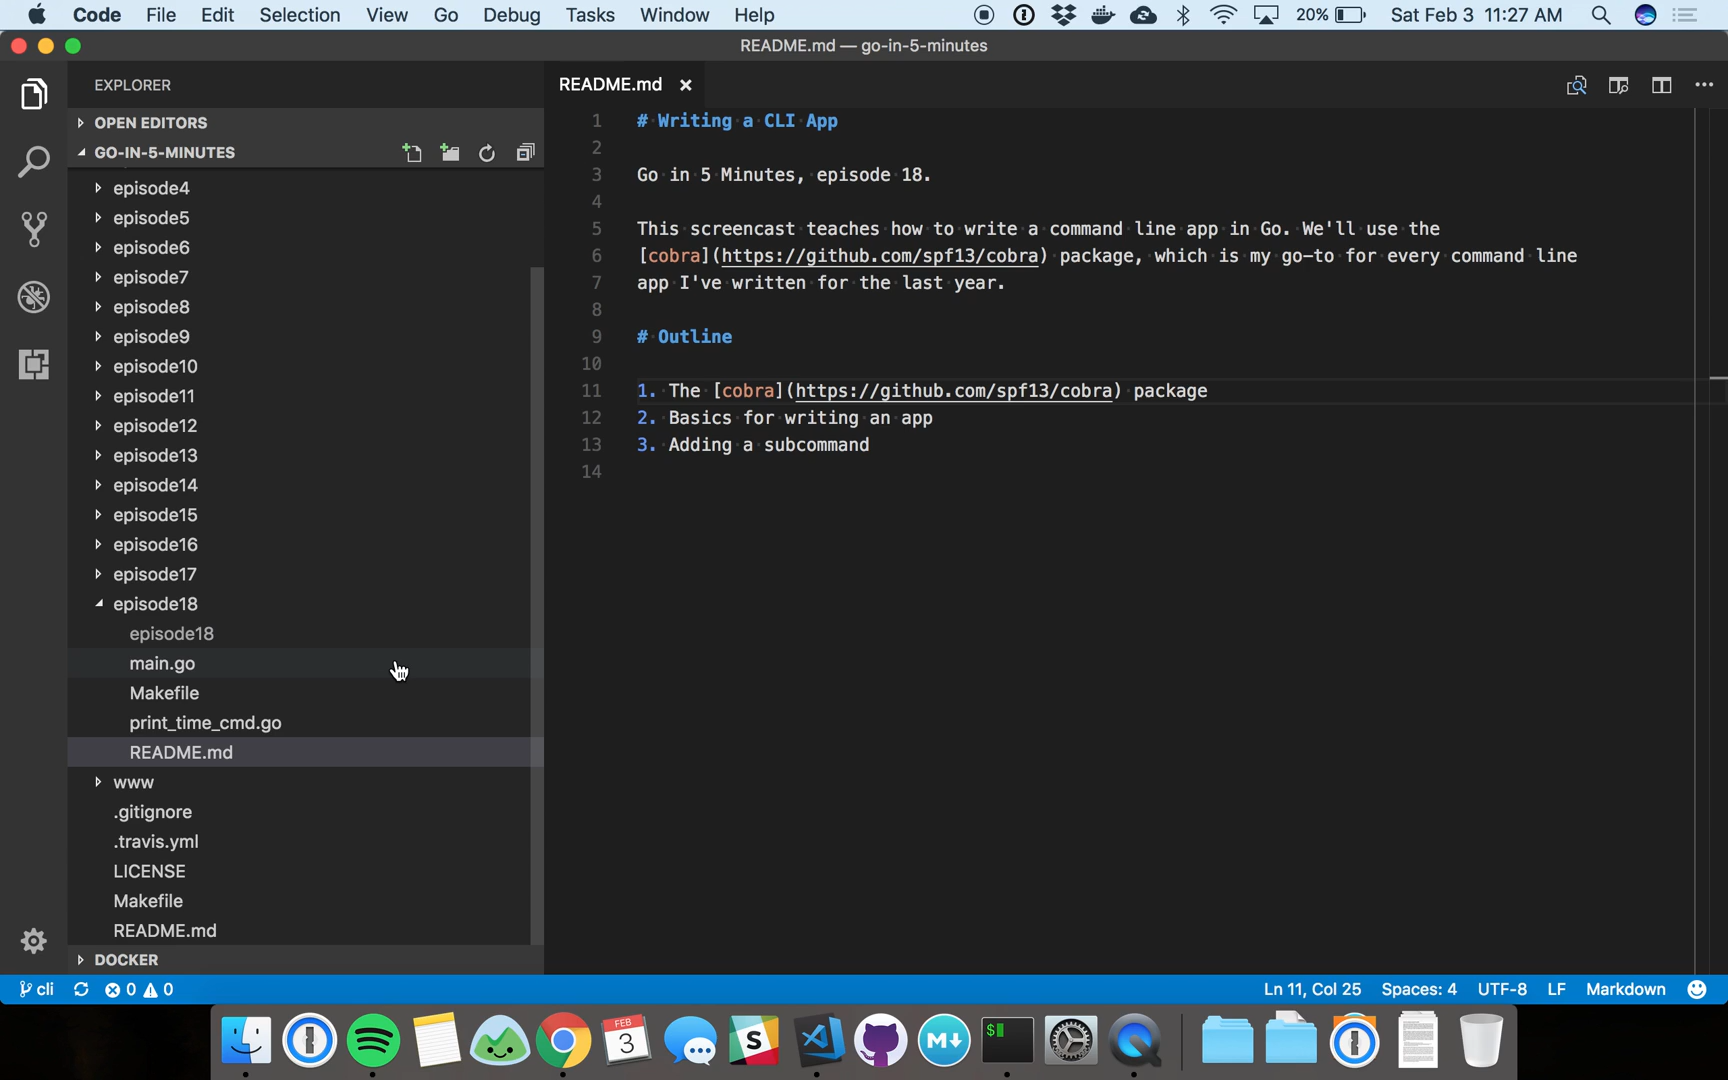 Code File Edit Selection View Go Debug Tasks Window Help 20% Sat Feb 3 11:27 AM
README.md — go-in-5-minutes
EXPLORER
OPEN EDITORS
GO-IN-5-MINUTES
episode4
episode5
episode6
episode7
episode8
episode9
episode10
episode11
episode12
episode13
episode14
episode15
episode16
episode17
episode18
episode18
main.go
Makefile
print_time_cmd.go
README.md
www
.gitignore
.travis.yml
LICENSE
Makefile
README.md
DOCKER
README.md
1 # Writing a CLI App
2
3 Go in 5 Minutes, episode 18.
4
5 This screencast teaches how to write a command line app in Go. We'll use the
6 [cobra](https://github.com/spf13/cobra) package, which is my go-to for every command line
7 app I've written for the last year.
8
9 # Outline
10
11 1. The [cobra](https://github.com/spf13/cobra) package
12 2. Basics for writing an app
13 3. Adding a subcommand
14
cli 0 0 Ln 11, Col 25 Spaces: 4 UTF-8 LF Markdown
FEB
3
S
M
$